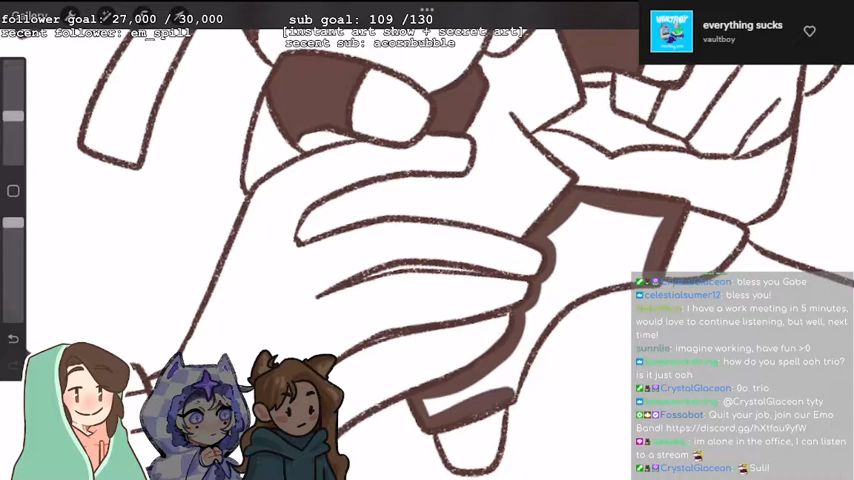 follower goal: 27,000 / 30,000
sub goal: 109 /130
recent follower: em_spill
[instant art show + secret art]
recent sub: acornbubble
everything sucks
vaultboy
CrystalGlaceon: bless you Gabe
celestialsumer12: bless you!
: I have a work meeting in 5 minutes,
would love to continue listening, but well, next
time!
sunnlie: imagine working, have fun >:0
: how do you spell ooh trio?
is it just ooh
CrystalGlaceon: Oo. trio
: @CrystalGlaceon tyty
Fossabot: Quit your job, join our Emo
Band! https://discord.gg/hXtfau9yfW
: im alone in the office, I can listen
to a stream
CrystalGlaceon: Suli!